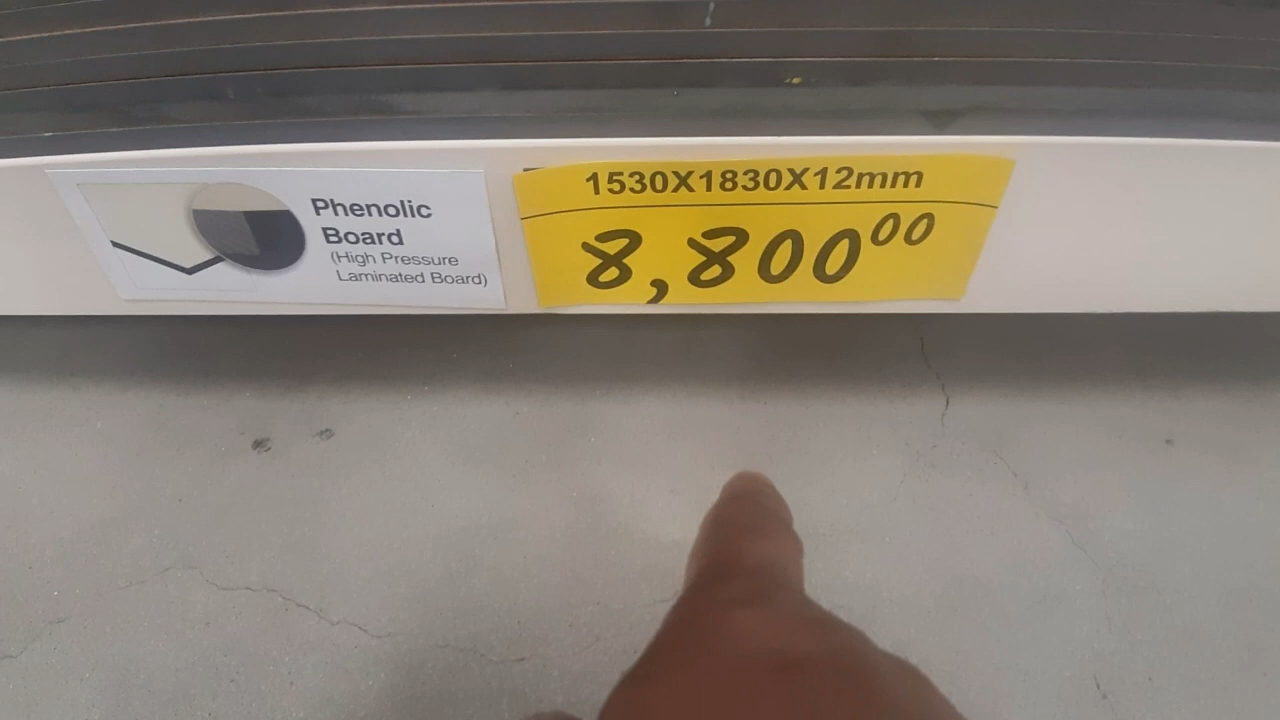 Phenolic
Board
(High Pressure
Laminated Board)
1530X1830X12mm
8,800⁰⁰